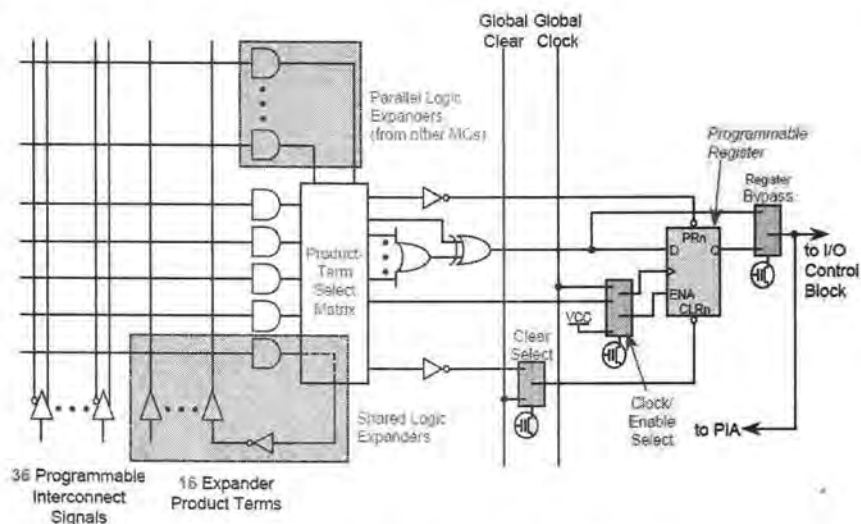 Global Global
Clear Clock
Parallel Logic
Expanders
(from other MCs)
Programmable
Register
Register
Bypass
PRn
D
Q
ENA
CLRn
to I/O
Control
Block
Product-
Term
Select
Matrix
VCC
Clear
Select
Clock/
Enable
Select
Shared Logic
Expanders
to PIA
36 Programmable
Interconnect
Signals
16 Expander
Product Terms